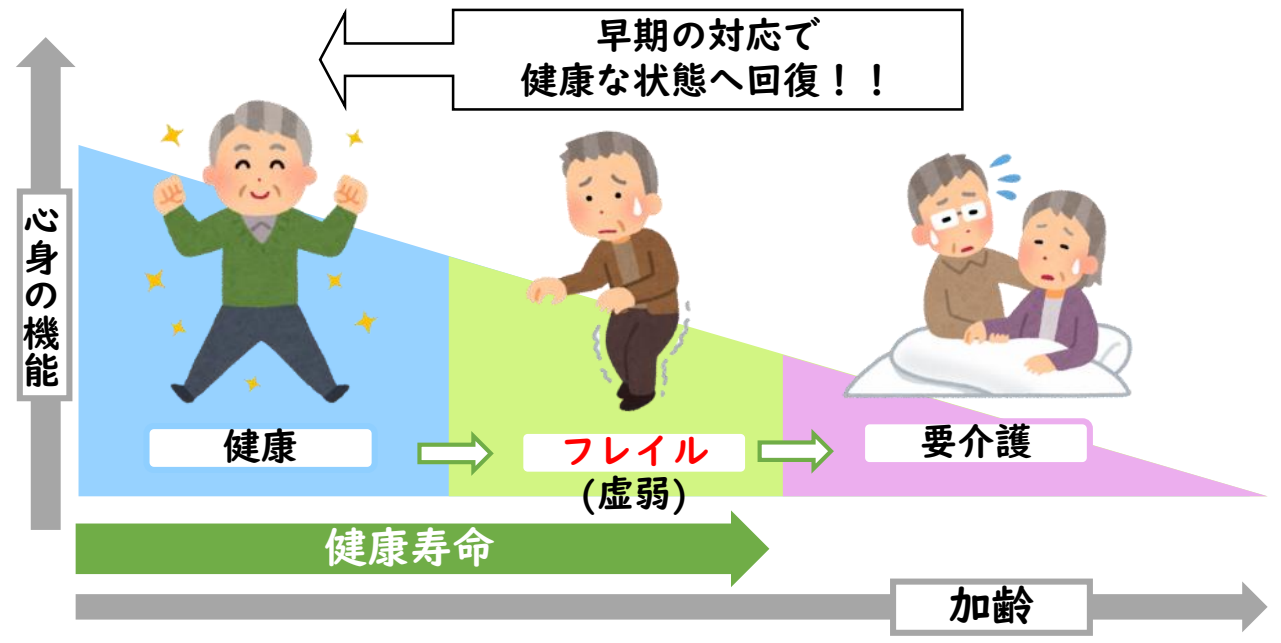 早期の対応で
健康な状態へ回復!!
心身の機能
健康
フレイル
(虚弱)
要介護
健康寿命
加齢